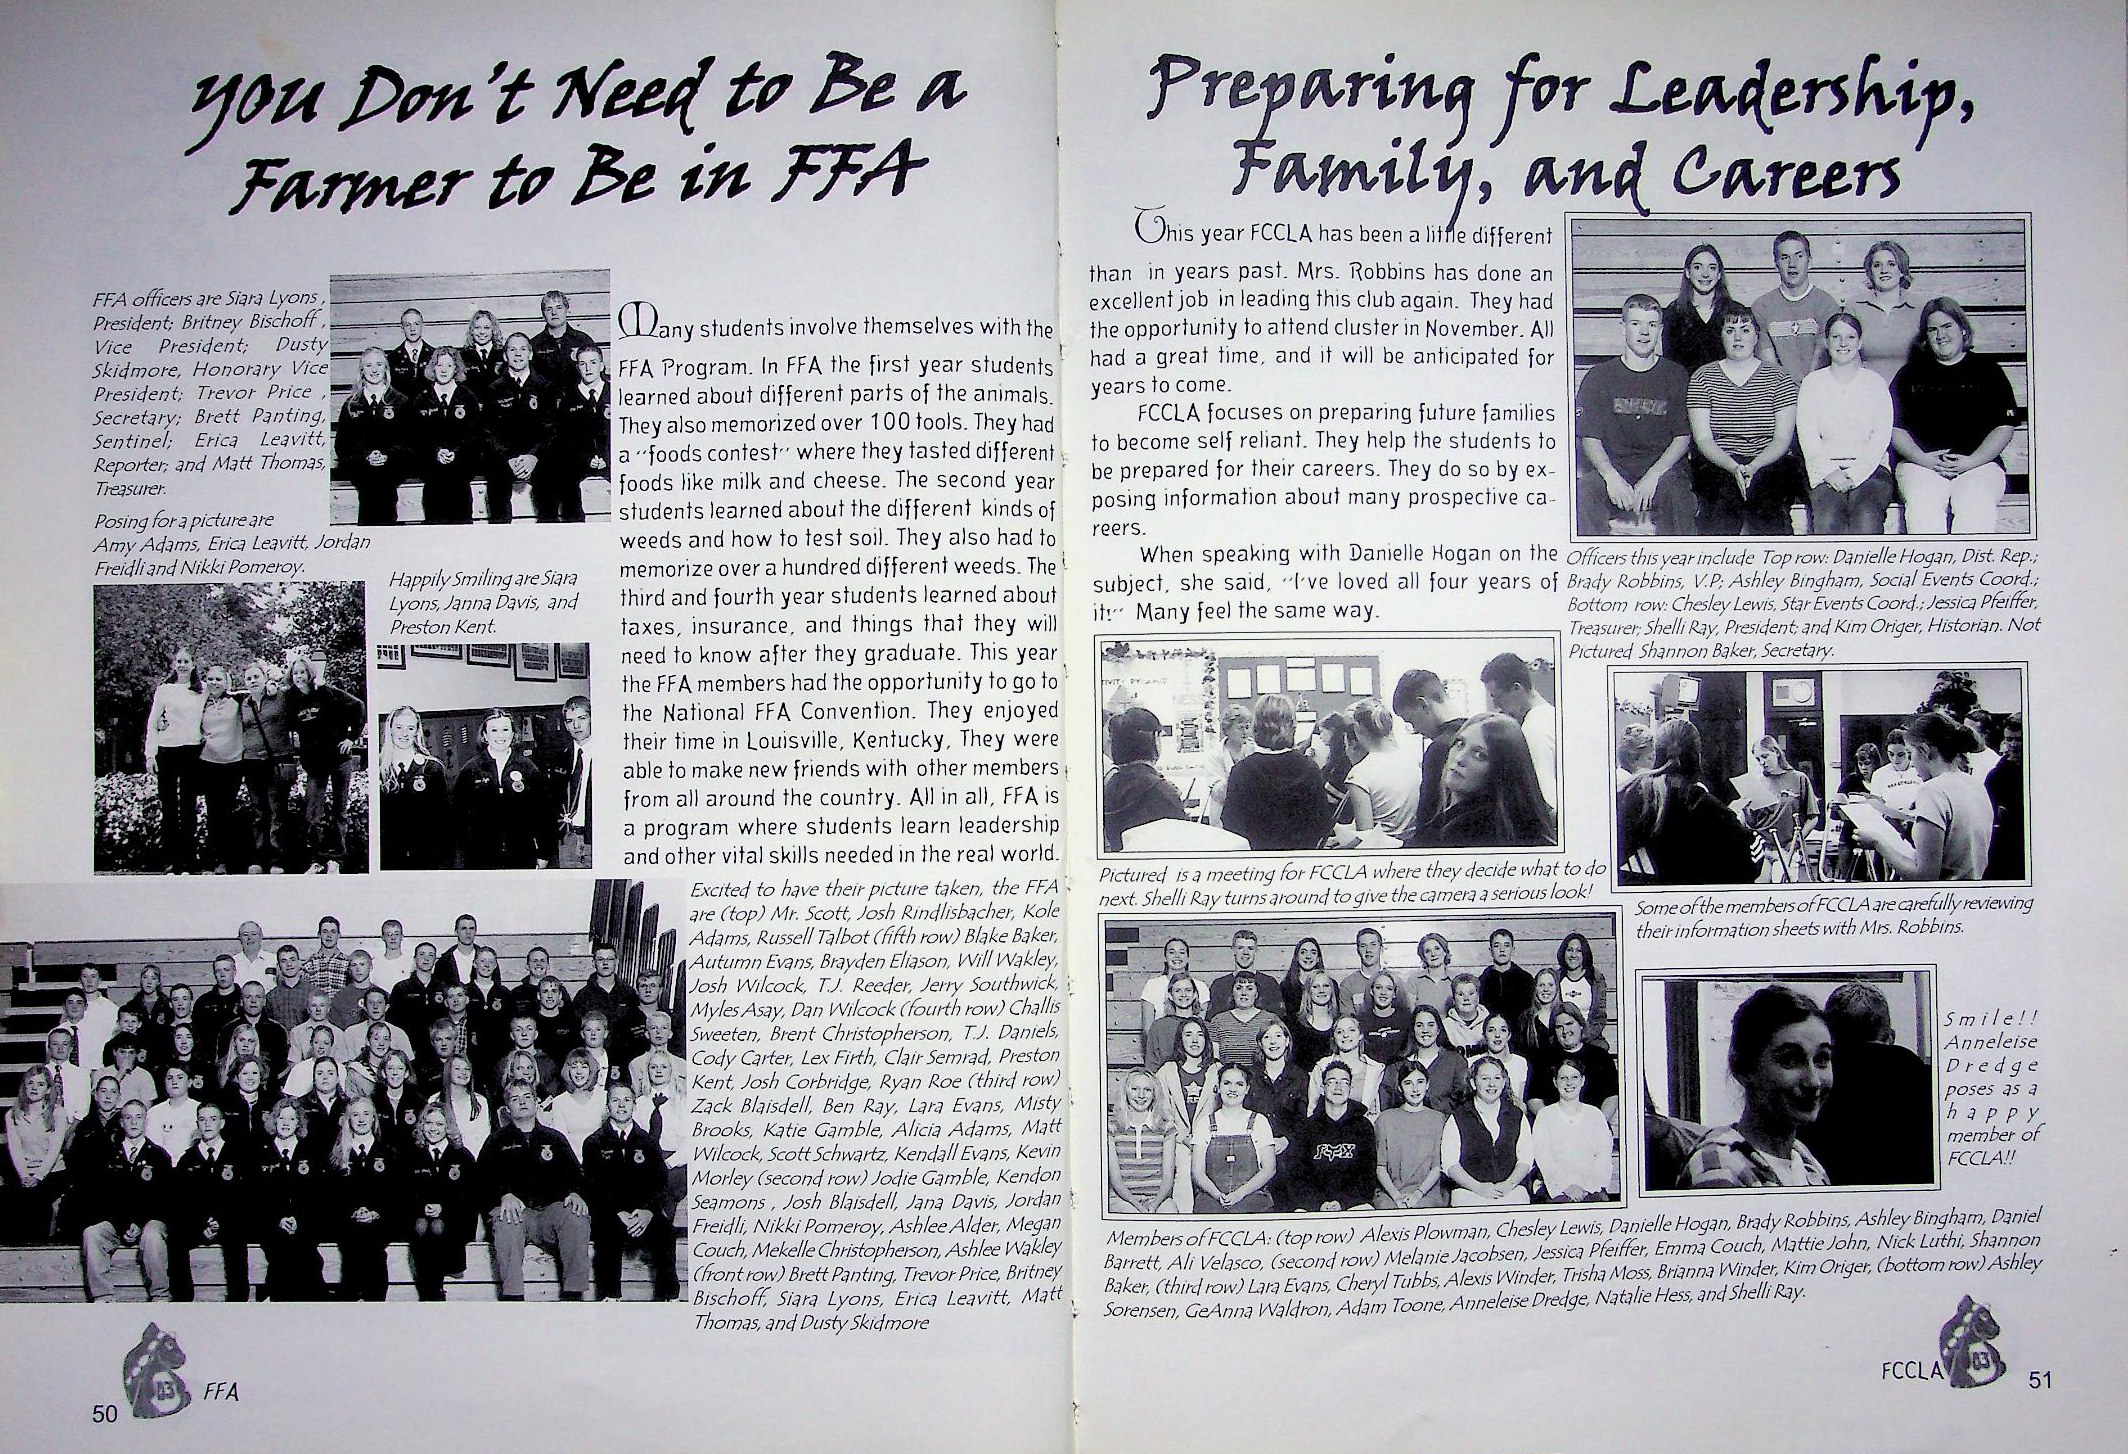 you Don't Need to Be a
Farmer to Be in FFA
FFA officers are Siara Lyons,
President; Britney Bischoff,
Vice President; Dusty
Skidmore, Honorary Vice
President; Trevor Price,
Secretary; Brett Panting,
Sentinel; Erica Leavitt,
Reporter; and Matt Thomas,
Treasurer.
Posing for a picture are
Amy Adams, Erica Leavitt, Jordan
Freidli and Nikki Pomeroy.
Happily Smiling are Siara
Lyons, Janna Davis, and
Preston Kent.
Many students involve themselves with the
FFA Program. In FFA the first year students
learned about different parts of the animals.
They also memorized over 100 tools. They had
a "foods contest" where they tasted different
foods like milk and cheese. The second year
students learned about the different kinds of
weeds and how to test soil. They also had to
memorize over a hundred different weeds. The
third and fourth year students learned about
taxes, insurance, and things that they will
need to know after they graduate. This year
the FFA members had the opportunity to go to
the National FFA Convention. They enjoyed
their time in Louisville, Kentucky, They were
able to make new friends with other members
from all around the country. All in all, FFA is
a program where students learn leadership
and other vital skills needed in the real world.
Excited to have their picture taken, the FFA
are (top) Mr. Scott, Josh Rindlisbacher, Kole
Adams, Russell Talbot (fifth row) Blake Baker,
Autumn Evans, Brayden Eliason, Will Wakley,
Josh Wilcock, T.J. Reeder, Jerry Southwick,
Myles Asay, Dan Wilcock (fourth row) Challis
Sweeten, Brent Christopherson, T.J. Daniels,
Cody Carter, Lex Firth, Clair Semrad, Preston
Kent, Josh Corbridge, Ryan Roe (third row)
Zack Blaisdell, Ben Ray, Lara Evans, Misty
Brooks, Katie Gamble, Alicia Adams, Matt
Wilcock, Scott Schwartz, Kendall Evans, Kevin
Morley (second row) Jodie Gamble, Kendon
Seamons, Josh Blaisdell, Jana Davis, Jordan
Freidli, Nikki Pomeroy, Ashlee Alder, Megan
Couch, Mekelle Christopherson, Ashlee Wakley
(front row) Brett Panting, Trevor Price, Britney
Bischoff, Siara Lyons, Erica Leavitt, Matt
Thomas, and Dusty Skidmore
03
FFA
50
Preparing for Leadership,
Family, and Careers
This year FCCLA has been a little different
than in years past. Mrs. Robbins has done an
excellent job in leading this club again. They had
the opportunity to attend cluster in November. All
had a great time, and it will be anticipated for
years to come.
FCCLA focuses on preparing future families
to become self reliant. They help the students to
be prepared for their careers. They do so by ex-
posing information about many prospective ca-
reers.
When speaking with Danielle Hogan on the
subject, she said, "I've loved all four years of
it!" Many feel the same way.
Officers this year include Top row: Danielle Hogan, Dist. Rep.;
Brady Robbins, V.P.; Ashley Bingham, Social Events Coord.;
Bottom row: Chesley Lewis, Star Events Coord.; Jessica Pfeiffer,
Treasurer; Shelli Ray, President; and Kim Origer, Historian. Not
Pictured Shannon Baker, Secretary.
Pictured is a meeting for FCCLA where they decide what to do
next. Shelli Ray turns around to give the camera a serious look!
Some of the members of FCCLA are carefully reviewing
their information sheets with Mrs. Robbins.
FOX
Smile!!
Anneleise
Dredge
poses as a
happy
member of
FCCLA!!
Members of FCCLA: (top row) Alexis Plowman, Chesley Lewis, Danielle Hogan, Brady Robbins, Ashley Bingham, Daniel
Barrett, Ali Velasco, (second row) Melanie Jacobsen, Jessica Pfeiffer, Emma Couch, Mattie John, Nick Luthi, Shannon
Baker, (third row) Lara Evans, Cheryl Tubbs, Alexis Winder, Trisha Moss, Brianna Winder, Kim Origer, (bottom row) Ashley
Sorensen, GeAnna Waldron, Adam Toone, Anneleise Dredge, Natalie Hess, and Shelli Ray.
FCCLA
03
51